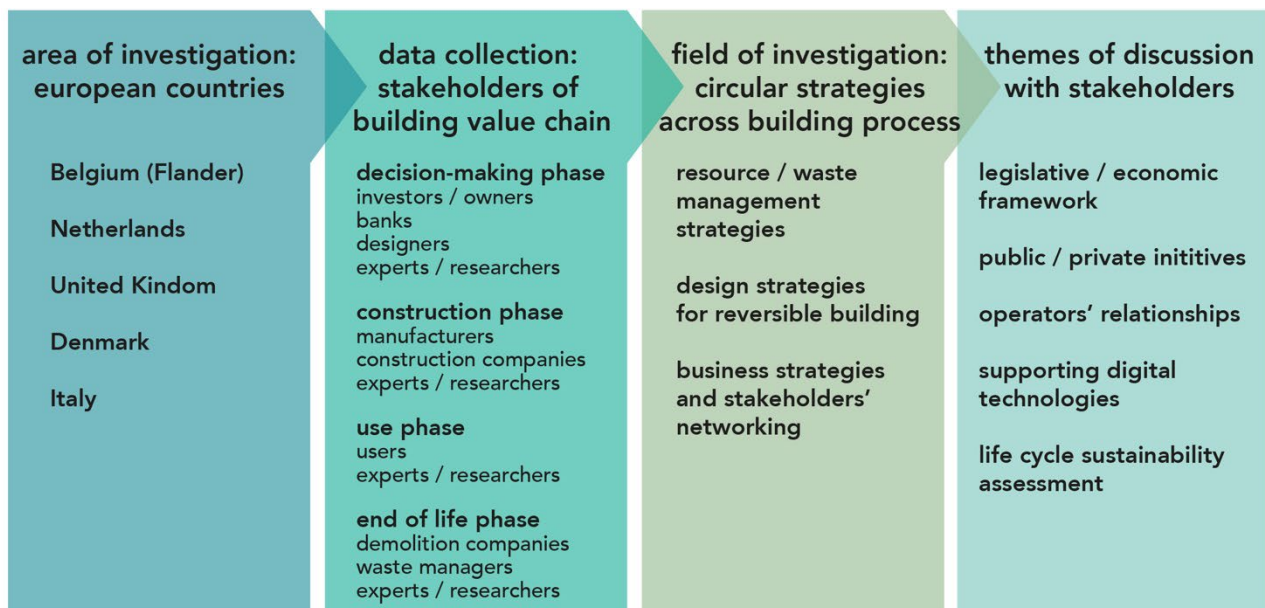 area of investigation:
european countries
Belgium (Flander)
Netherlands
United Kindom
Denmark
Italy
data collection:
stakeholders of
building value chain
decision-making phase
investors / owners
banks
designers
experts / researchers
construction phase
manufacturers
construction companies
experts / researchers
use phase
users
experts / researchers
end of life phase
demolition companies
waste managers
experts / researchers
field of investigation:
circular strategies
across building process
resource / waste
management
strategies
design strategies
for reversible building
business strategies
and stakeholders'
networking
themes of discussion
with stakeholders
legislative / economic
framework
public / private inititives
operators' relationships
supporting digital
technologies
life cycle sustainability
assessment